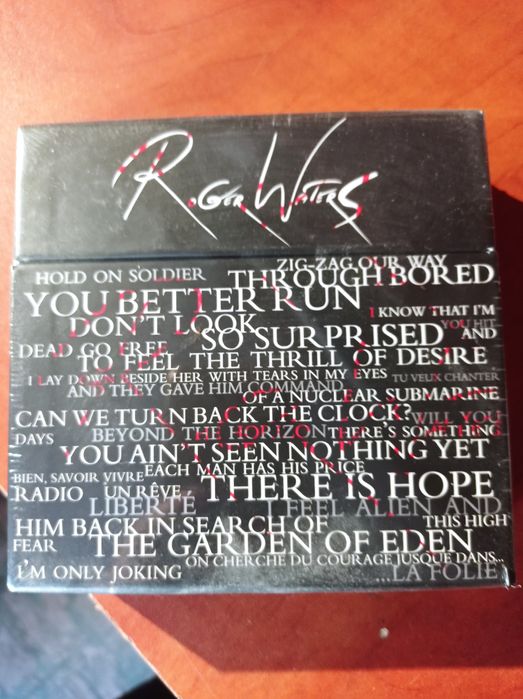 Roger Waters
ZIG-ZAG OUR WAY
HOLD ON SOLDIER THROUGH BORED
YOU BETTER RUN I KNOW THAT I'M
DON'T LOOK YOU HIT
SO SURPRISED AND
DEAD GO FREE
TO FEEL THE THRILL OF DESIRE
I LAY DOWN BESIDE HER WITH TEARS IN MY EYES TU VEUX CHANTER
AND THEY GAVE HIM COMMAND
OF A NUCLEAR SUBMARINE
CAN WE TURN BACK THE CLOCK? WILL YOU
DAYS BEYOND THE HORIZON THERE'S SOMETHING
YOU AIN'T SEEN NOTHING YET
EACH MAN HAS HIS PRICE
BIEN, SAVOIR VIVRE
RADIO UN RÊVE THERE IS HOPE
LIBERTÉ I FEEL ALIEN AND
HIM BACK IN SEARCH OF THIS HIGH
FEAR THE GARDEN OF EDEN
ON CHERCHE DU COURAGE JUSQUE DANS...
I'M ONLY JOKING ...LA FOLIE